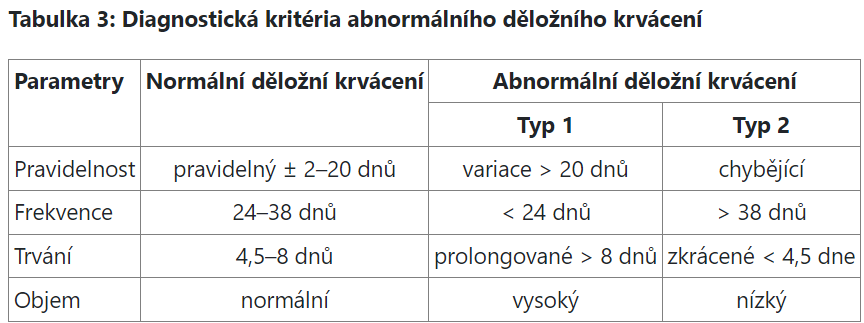 Tabulka 3: Diagnostická kritéria abnormálního děložního krvácení
Parametry Normální děložní krvácení Abnormální děložní krvácení
Typ 1 Typ 2
Pravidelnost pravidelný ± 2–20 dnů variace > 20 dnů chybějící
Frekvence 24–38 dnů < 24 dnů > 38 dnů
Trvání 4,5–8 dnů prolongované > 8 dnů zkrácené < 4,5 dne
Objem normální vysoký nízký